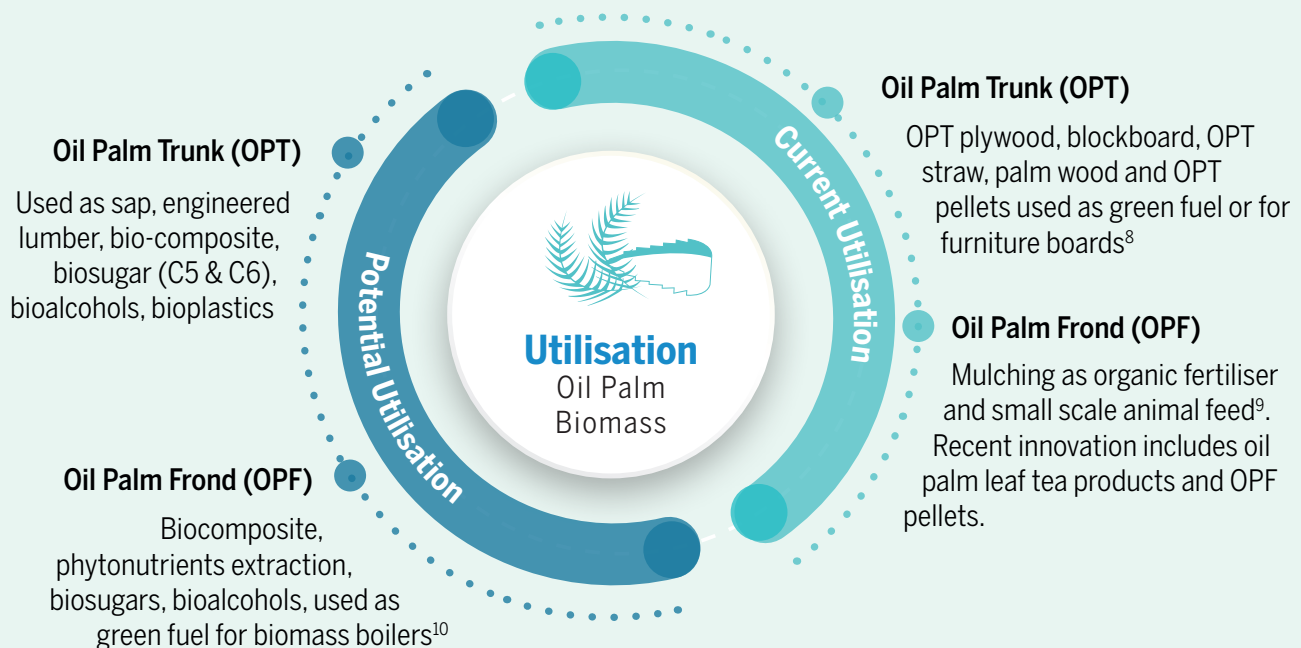 Oil Palm Trunk (OPT)
Used as sap, engineered
lumber, bio-composite,
biosugar (C5 & C6),
bioalcohols, bioplastics
Oil Palm Frond (OPF)
Biocomposite,
phytonutrients extraction,
biosugars, bioalcohols, used as
green fuel for biomass boilers¹⁰
Potential Utilisation
Utilisation
Oil Palm
Biomass
Current Utilisation
Oil Palm Trunk (OPT)
OPT plywood, blockboard, OPT
straw, palm wood and OPT
pellets used as green fuel or for
furniture boards⁸
Oil Palm Frond (OPF)
Mulching as organic fertiliser
and small scale animal feed⁹.
Recent innovation includes oil
palm leaf tea products and OPF
pellets.